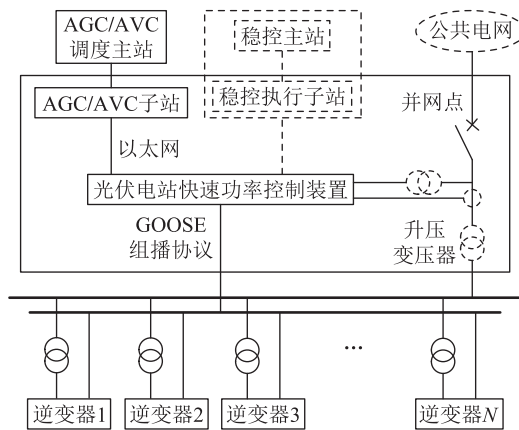 AGC/AVC
调度主站
稳控主站
公共电网
AGC/AVC子站
稳控执行子站
并网点
以太网
光伏电站快速功率控制装置
GOOSE
组播协议
升压
变压器
...
逆变器1
逆变器2
逆变器3
逆变器N